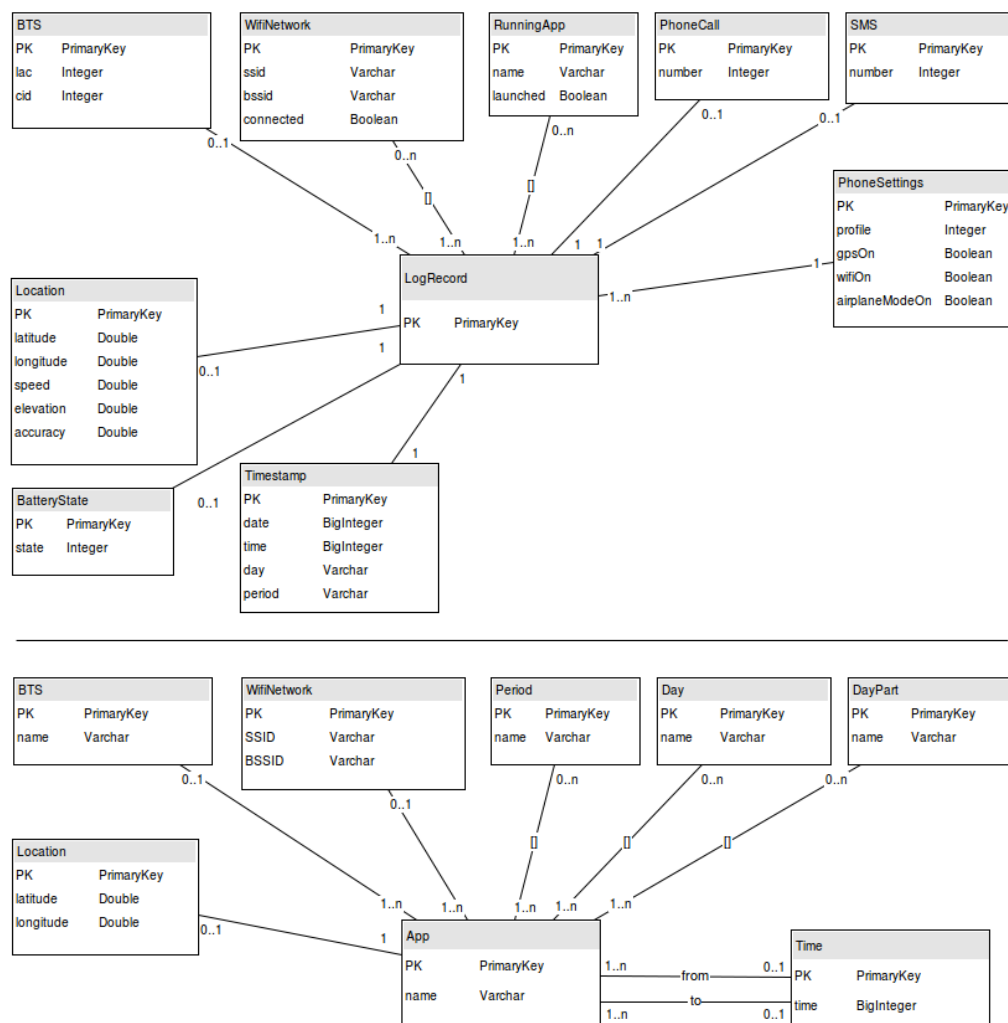 BTS
PK PrimaryKey
lac Integer
cid Integer
WifiNetwork
PK PrimaryKey
ssid Varchar
bssid Varchar
connected Boolean
RunningApp
PK PrimaryKey
name Varchar
launched Boolean
PhoneCall
PK PrimaryKey
number Integer
SMS
PK PrimaryKey
number Integer
0..1
0..n
0..n
0..1
0..1
[]
[]
PhoneSettings
PK PrimaryKey
profile Integer
gpsOn Boolean
wifiOn Boolean
airplaneModeOn Boolean
1..n
1..n
1..n
1
1
1
1..n
LogRecord
PK PrimaryKey
Location
PK PrimaryKey
latitude Double
longitude Double
speed Double
elevation Double
accuracy Double
1
0..1
1
0..1
1
1
BatteryState
PK PrimaryKey
state Integer
Timestamp
PK PrimaryKey
date BigInteger
time BigInteger
day Varchar
period Varchar
BTS
PK PrimaryKey
name Varchar
WifiNetwork
PK PrimaryKey
SSID Varchar
BSSID Varchar
Period
PK PrimaryKey
name Varchar
Day
PK PrimaryKey
name Varchar
DayPart
PK PrimaryKey
name Varchar
0..1
0..1
0..n
0..n
0..n
[]
[]
[]
Location
PK PrimaryKey
latitude Double
longitude Double
1..n
1..n
1..n
1..n
1..n
0..1
1
App
PK PrimaryKey
name Varchar
1..n
from
0..1
1..n
to
0..1
Time
PK PrimaryKey
time BigInteger